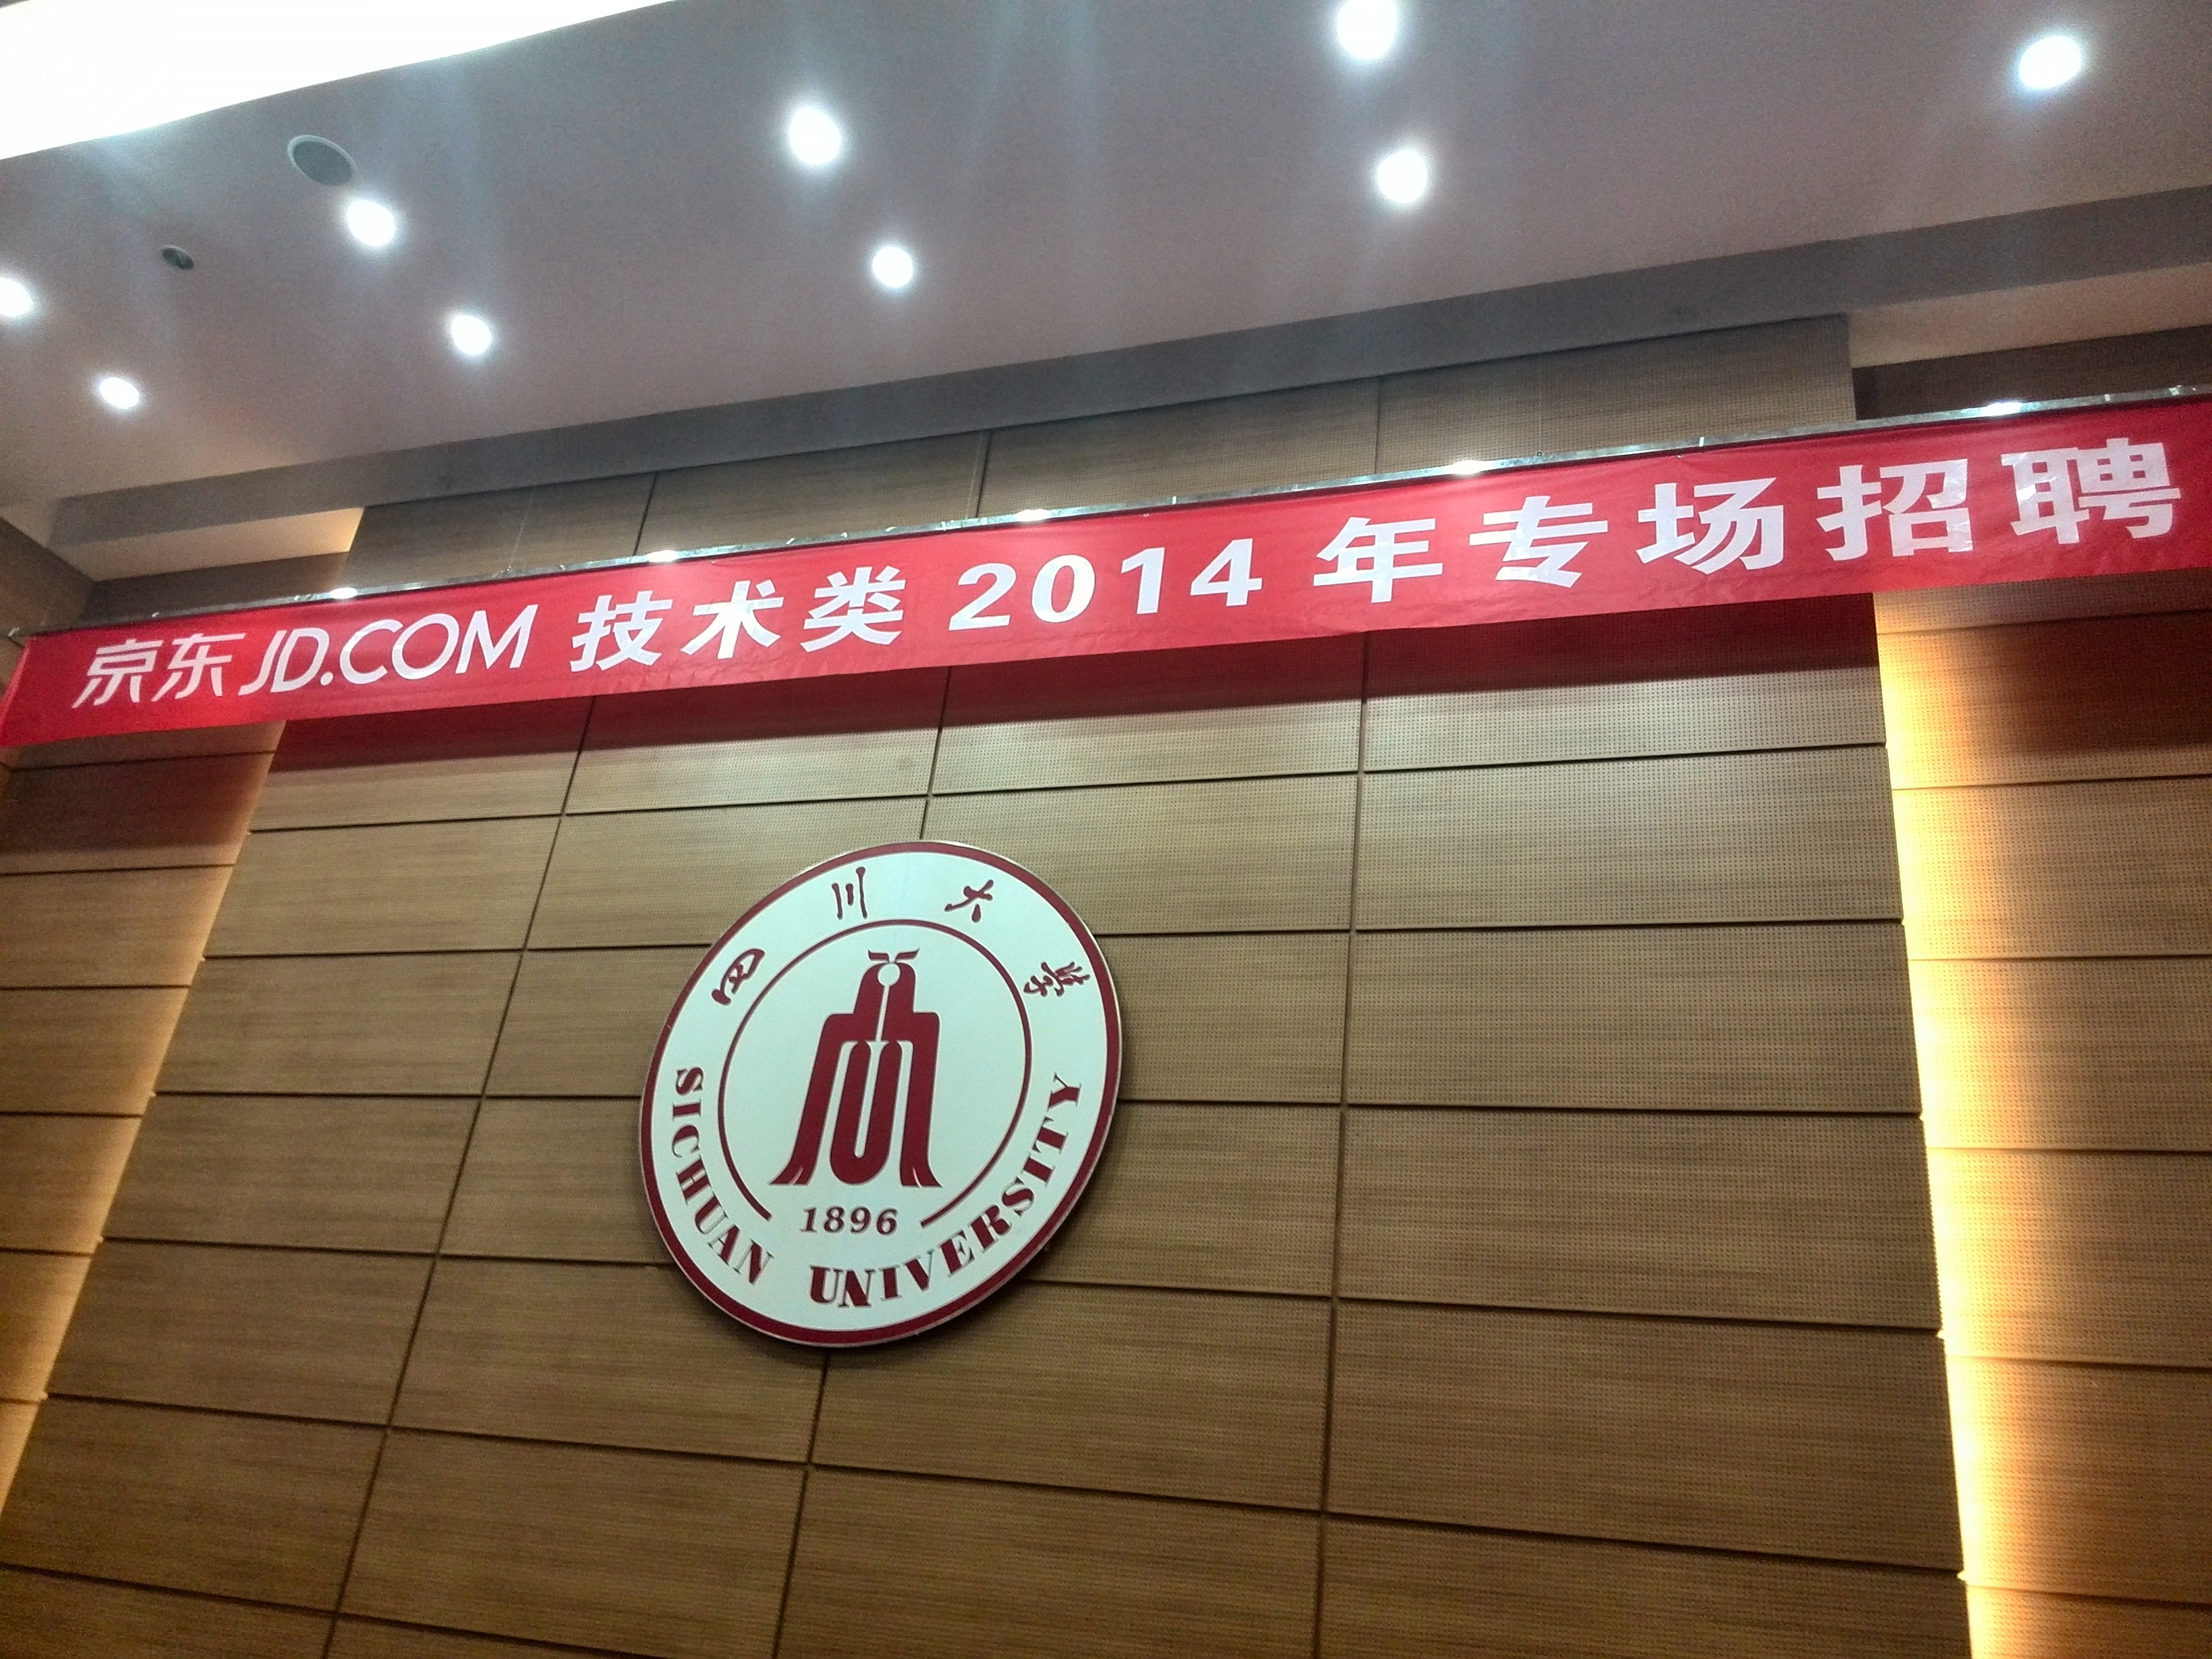 京东JD.COM 技术类 2014 年专场招聘
四川大學
1896
SICHUAN UNIVERSITY